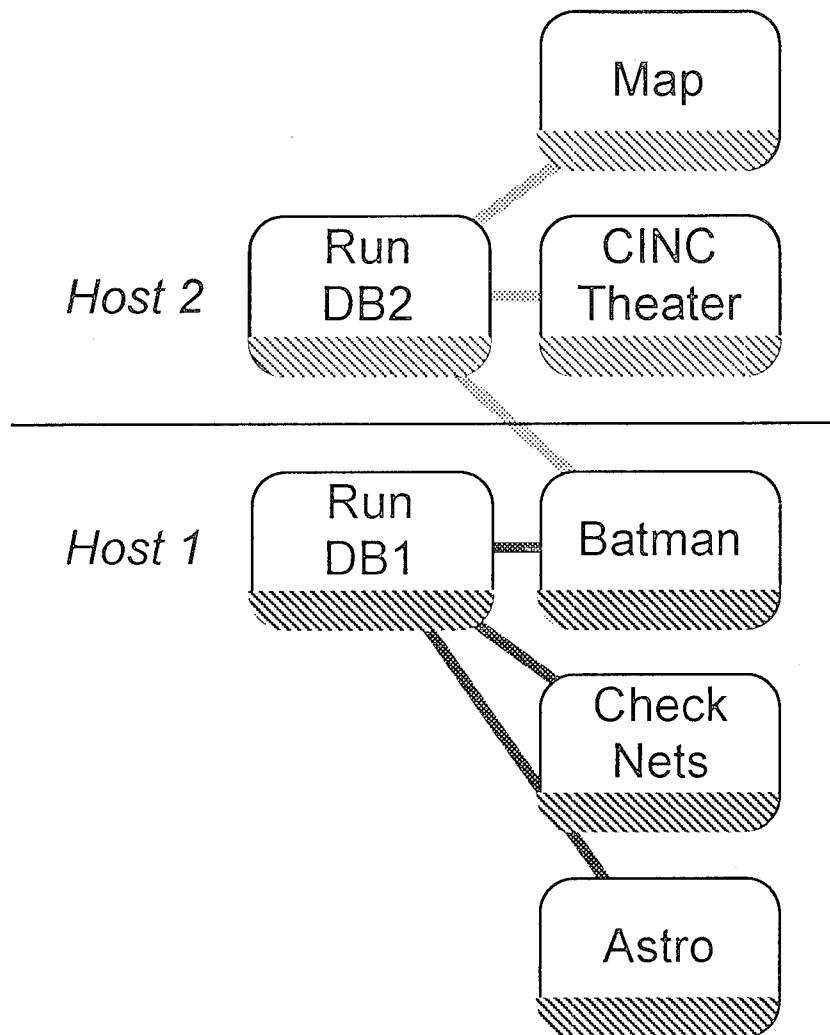 Map
Host 2
Run
DB2
CINC
Theater
Host 1
Run
DB1
Batman
Check
Nets
Astro